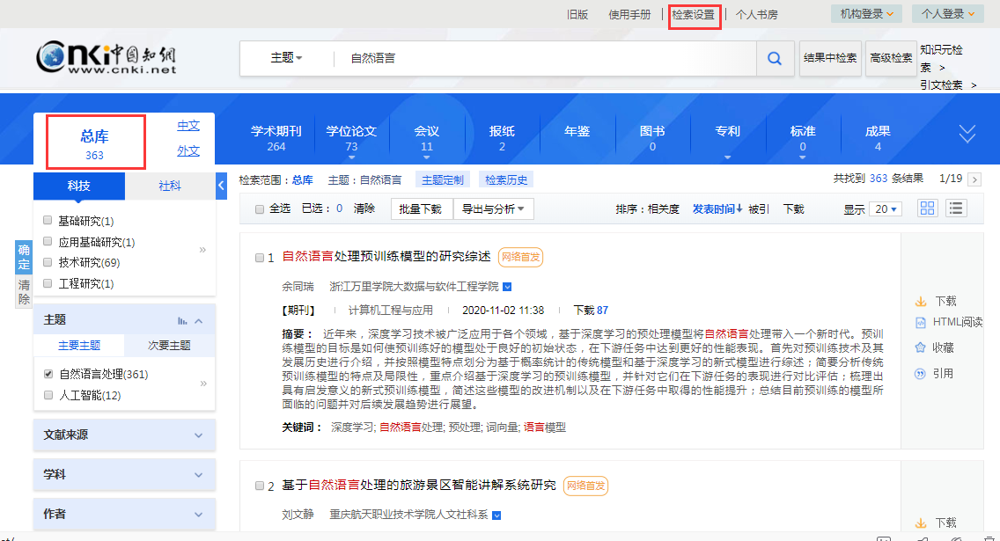 旧版 使用手册 检索设置 个人书房 机构登录 个人登录
cnki中国知網
www.cnki.net
主题 自然语言 结果中检索 高级检索 知识元检索 >
引文检索 >
总库
363
中文
外文
学术期刊 264
学位论文 73
会议 11
报纸 2
年鉴
图书 0
专利
标准 0
成果 4
科技 社科
检索范围：总库 主题：自然语言 主题定制 检索历史 共找到 363 条结果 1/19 >
全选 已选：0 清除 批量下载 导出与分析 排序：相关度 发表时间↓ 被引 下载 显示 20
基础研究(1)
应用基础研究(1)
技术研究(69)
工程研究(1)
»
确定
清除
主题
主要主题 次要主题
自然语言处理(361)
人工智能(12)
»
文献来源
学科
作者
1 自然语言处理预训练模型的研究综述 网络首发
余同瑞 浙江万里学院大数据与软件工程学院
【期刊】 计算机工程与应用 2020-11-02 11:38 下载 87
摘要： 近年来，深度学习技术被广泛应用于各个领域，基于深度学习的预处理模型将自然语言处理带入一个新时代。预训
练模型的目标是如何使预训练好的模型处于良好的初始状态，在下游任务中达到更好的性能表现。首先对预训练技术及其
发展历史进行介绍，并按照模型特点划分为基于概率统计的传统模型和基于深度学习的新式模型进行综述；简要分析传统
预训练模型的特点及局限性，重点介绍基于深度学习的预训练模型，并针对它们在下游任务的表现进行对比评估；梳理出
具有启发意义的新式预训练模型，简述这些模型的改进机制以及在下游任务中取得的性能提升；总结目前预训练的模型所
面临的问题并对后续发展趋势进行展望。
关键词： 深度学习; 自然语言处理; 预处理; 词向量; 语言模型
下载
HTML阅读
收藏
引用
2 基于自然语言处理的旅游景区智能讲解系统研究 网络首发
刘文静 重庆航天职业技术学院人文社科系
下载